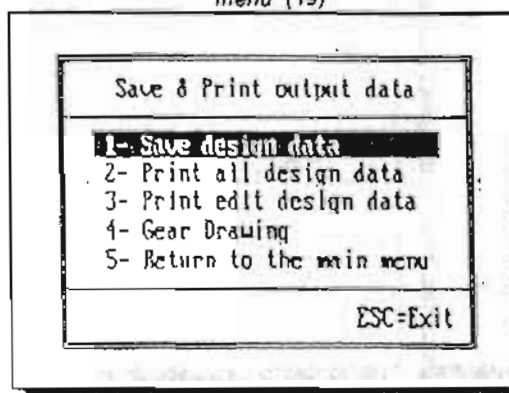 menu (19)
Save & Print output data
1- Save design data
2- Print all design data
3- Print edit design data
4- Gear Drawing
5- Return to the main menu
ESC=Exit